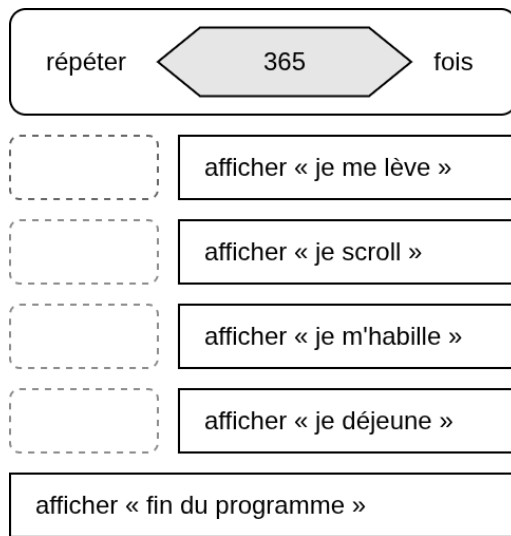 répéter 365 fois
afficher « je me lève »
afficher « je scroll »
afficher « je m'habille »
afficher « je déjeune »
afficher « fin du programme »